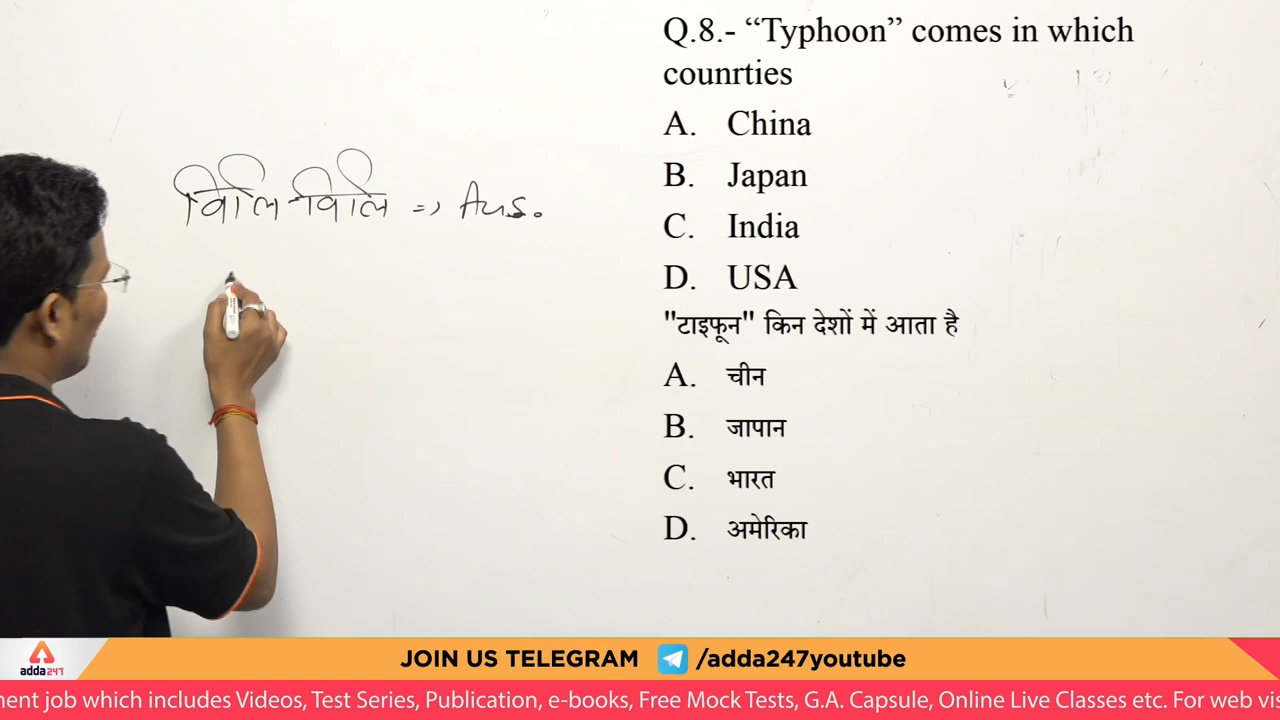 विलि-विलि => Aus.
Q.8.- “Typhoon” comes in which
counrties
A. China
B. Japan
C. India
D. USA
"टाइफून" किन देशों में आता है
A. चीन
B. जापान
C. भारत
D. अमेरिका
adda247
JOIN US TELEGRAM /adda247youtube
ment job which includes Videos, Test Series, Publication, e-books, Free Mock Tests, G.A. Capsule, Online Live Classes etc. For web vis